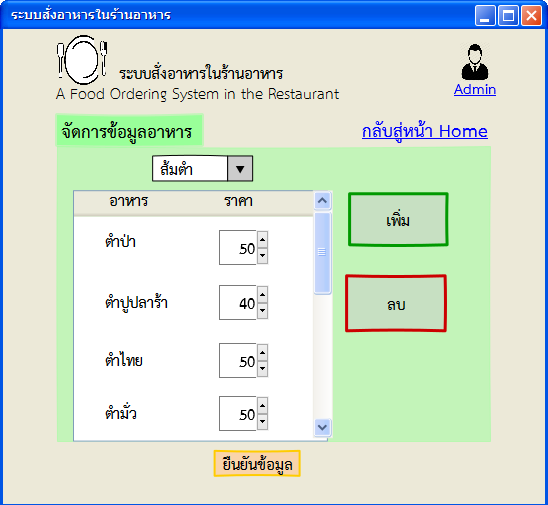 ระบบสั่งอาหารในร้านอาหาร
ระบบสั่งอาหารในร้านอาหาร
A Food Ordering System in the Restaurant
Admin
จัดการข้อมูลอาหาร
กลับสู่หน้า Home
ส้มตำ
อาหาร ราคา
ตำป่า 50
ตำปูปลาร้า 40
ตำไทย 50
ตำมั่ว 50
เพิ่ม
ลบ
ยืนยันข้อมูล